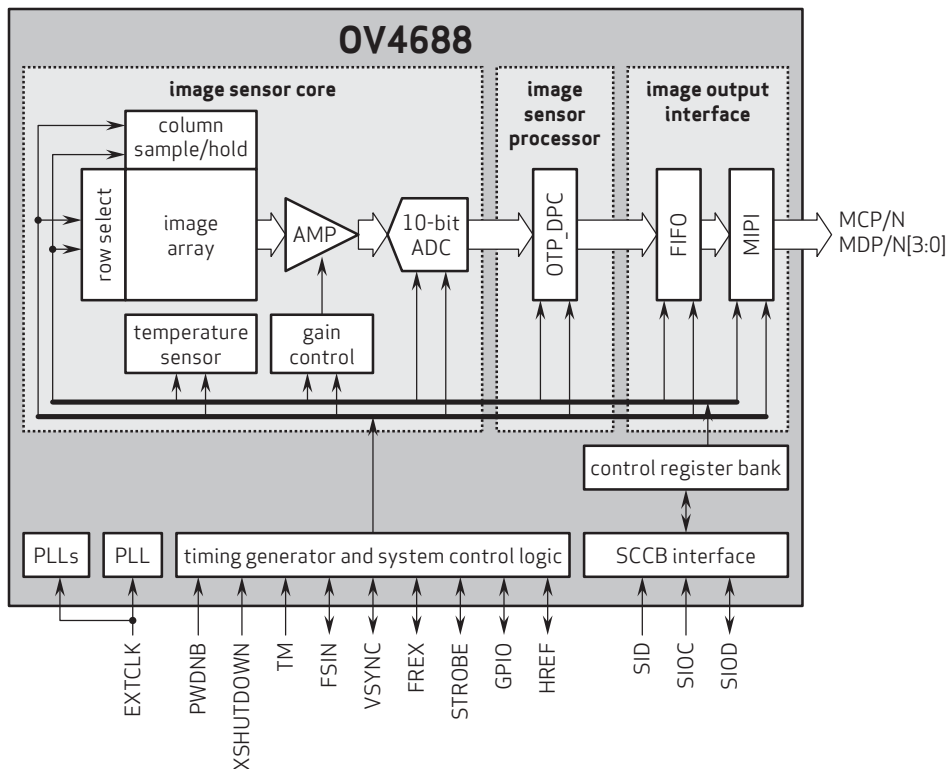 OV4688
image sensor core
image
sensor
processor
image output
interface
column
sample/hold
row select
image
array
AMP
10-bit
ADC
OTP_DPC
FIFO
MIPI
MCP/N
MDP/N[3:0]
temperature
sensor
gain
control
control register bank
PLLs
PLL
timing generator and system control logic
SCCB interface
EXTCLK
PWDNB
XSHUTDOWN
TM
FSIN
VSYNC
FREX
STROBE
GPIO
HREF
SID
SIOC
SIOD